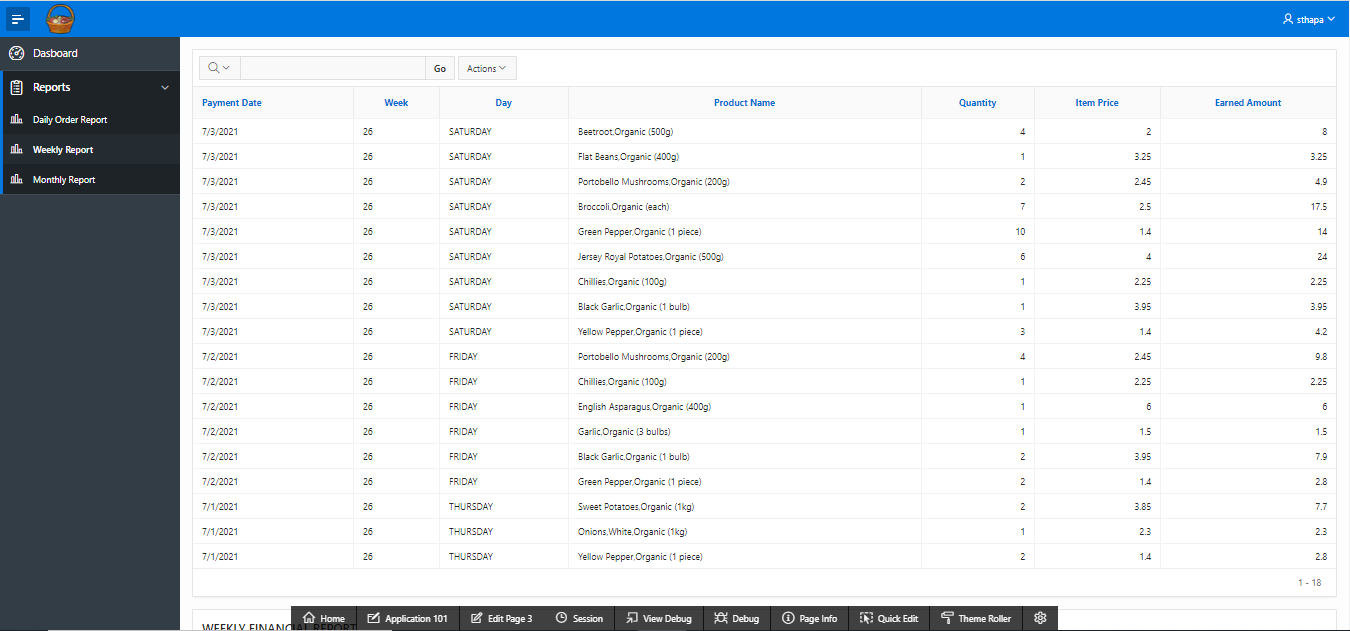 sthapa
Dasboard
Reports
Daily Order Report
Weekly Report
Monthly Report
Go Actions
Payment Date Week Day Product Name Quantity Item Price Earned Amount
7/3/2021 26 SATURDAY Beetroot,Organic (500g) 4 2 8
7/3/2021 26 SATURDAY Flat Beans,Organic (400g) 1 3.25 3.25
7/3/2021 26 SATURDAY Portobello Mushrooms,Organic (200g) 2 2.45 4.9
7/3/2021 26 SATURDAY Broccoli,Organic (each) 7 2.5 17.5
7/3/2021 26 SATURDAY Green Pepper,Organic (1 piece) 10 1.4 14
7/3/2021 26 SATURDAY Jersey Royal Potatoes,Organic (500g) 6 4 24
7/3/2021 26 SATURDAY Chillies,Organic (100g) 1 2.25 2.25
7/3/2021 26 SATURDAY Black Garlic,Organic (1 bulb) 1 3.95 3.95
7/3/2021 26 SATURDAY Yellow Pepper,Organic (1 piece) 3 1.4 4.2
7/2/2021 26 FRIDAY Portobello Mushrooms,Organic (200g) 4 2.45 9.8
7/2/2021 26 FRIDAY Chillies,Organic (100g) 1 2.25 2.25
7/2/2021 26 FRIDAY English Asparagus,Organic (400g) 1 6 6
7/2/2021 26 FRIDAY Garlic,Organic (3 bulbs) 1 1.5 1.5
7/2/2021 26 FRIDAY Black Garlic,Organic (1 bulb) 2 3.95 7.9
7/2/2021 26 FRIDAY Green Pepper,Organic (1 piece) 2 1.4 2.8
7/1/2021 26 THURSDAY Sweet Potatoes,Organic (1kg) 2 3.85 7.7
7/1/2021 26 THURSDAY Onions,White,Organic (1kg) 1 2.3 2.3
7/1/2021 26 THURSDAY Yellow Pepper,Organic (1 piece) 2 1.4 2.8
1 - 18
Home Application 101 Edit Page 3 Session View Debug Debug Page Info Quick Edit Theme Roller
WEEKLY FINANCIAL REPORT